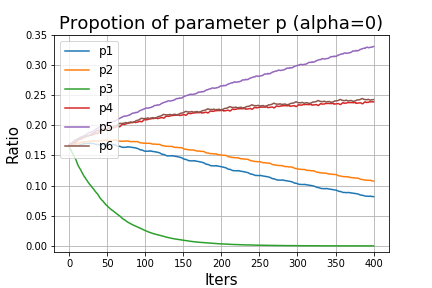 Propotion of parameter p (alpha=0)
0.35
0.30
0.25
0.20
0.15
0.10
0.05
0.00
Ratio
p1
p2
p3
p4
p5
p6
0 50 100 150 200 250 300 350 400
Iters